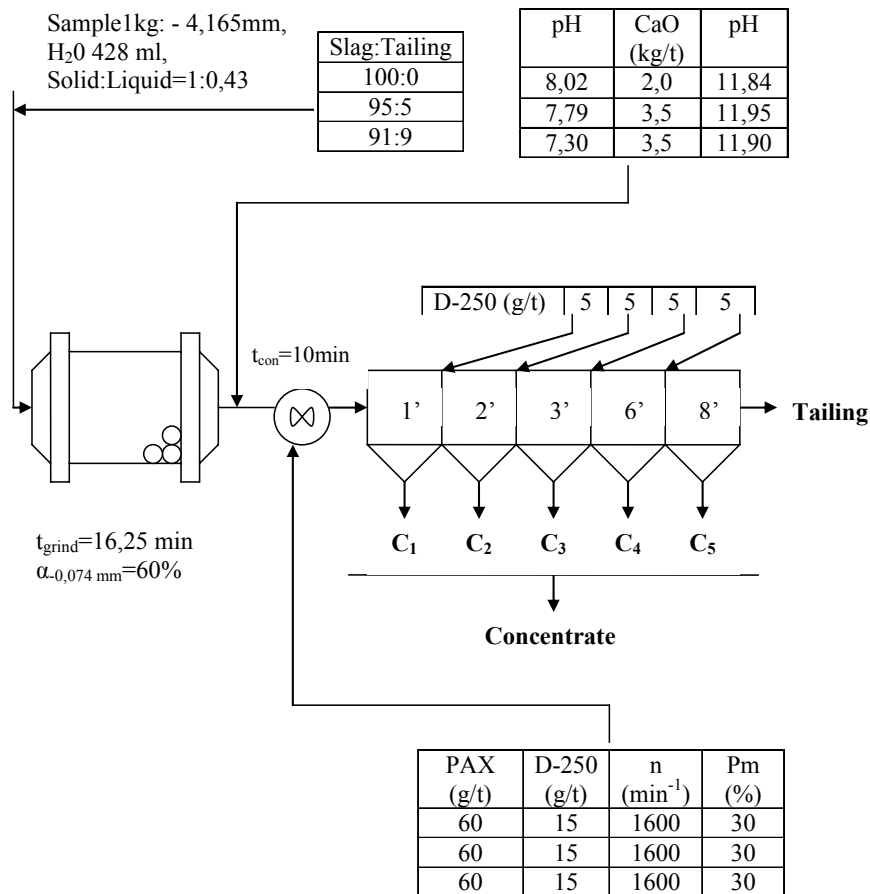 Sample1kg: - 4,165mm,
H₂0 428 ml,
Solid:Liquid=1:0,43
Slag:Tailing
100:0
95:5
91:9
pH CaO (kg/t) pH
8,02 2,0 11,84
7,79 3,5 11,95
7,30 3,5 11,90
D-250 (g/t) 5 5 5 5
t_con=10min
1’ 2’ 3’ 6’ 8’
Tailing
t_grind=16,25 min
α_-0,074 mm=60%
C₁ C₂ C₃ C₄ C₅
Concentrate
PAX (g/t) D-250 (g/t) n (min⁻¹) Pm (%)
60 15 1600 30
60 15 1600 30
60 15 1600 30